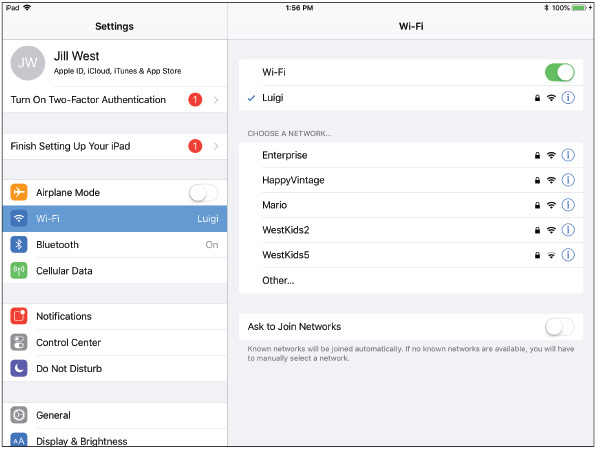 iPad
1:56 PM
100%
Settings
Wi-Fi
JW
Jill West
Apple ID, iCloud, iTunes & App Store
Turn On Two-Factor Authentication 1
Finish Setting Up Your iPad 1
Airplane Mode
Wi-Fi Luigi
Bluetooth On
Cellular Data
Notifications
Control Center
Do Not Disturb
General
AA Display & Brightness
Wi-Fi
Luigi
CHOOSE A NETWORK...
Enterprise
HappyVintage
Mario
WestKids2
WestKids5
Other...
Ask to Join Networks
Known networks will be joined automatically. If no known networks are available, you will have
to manually select a network.